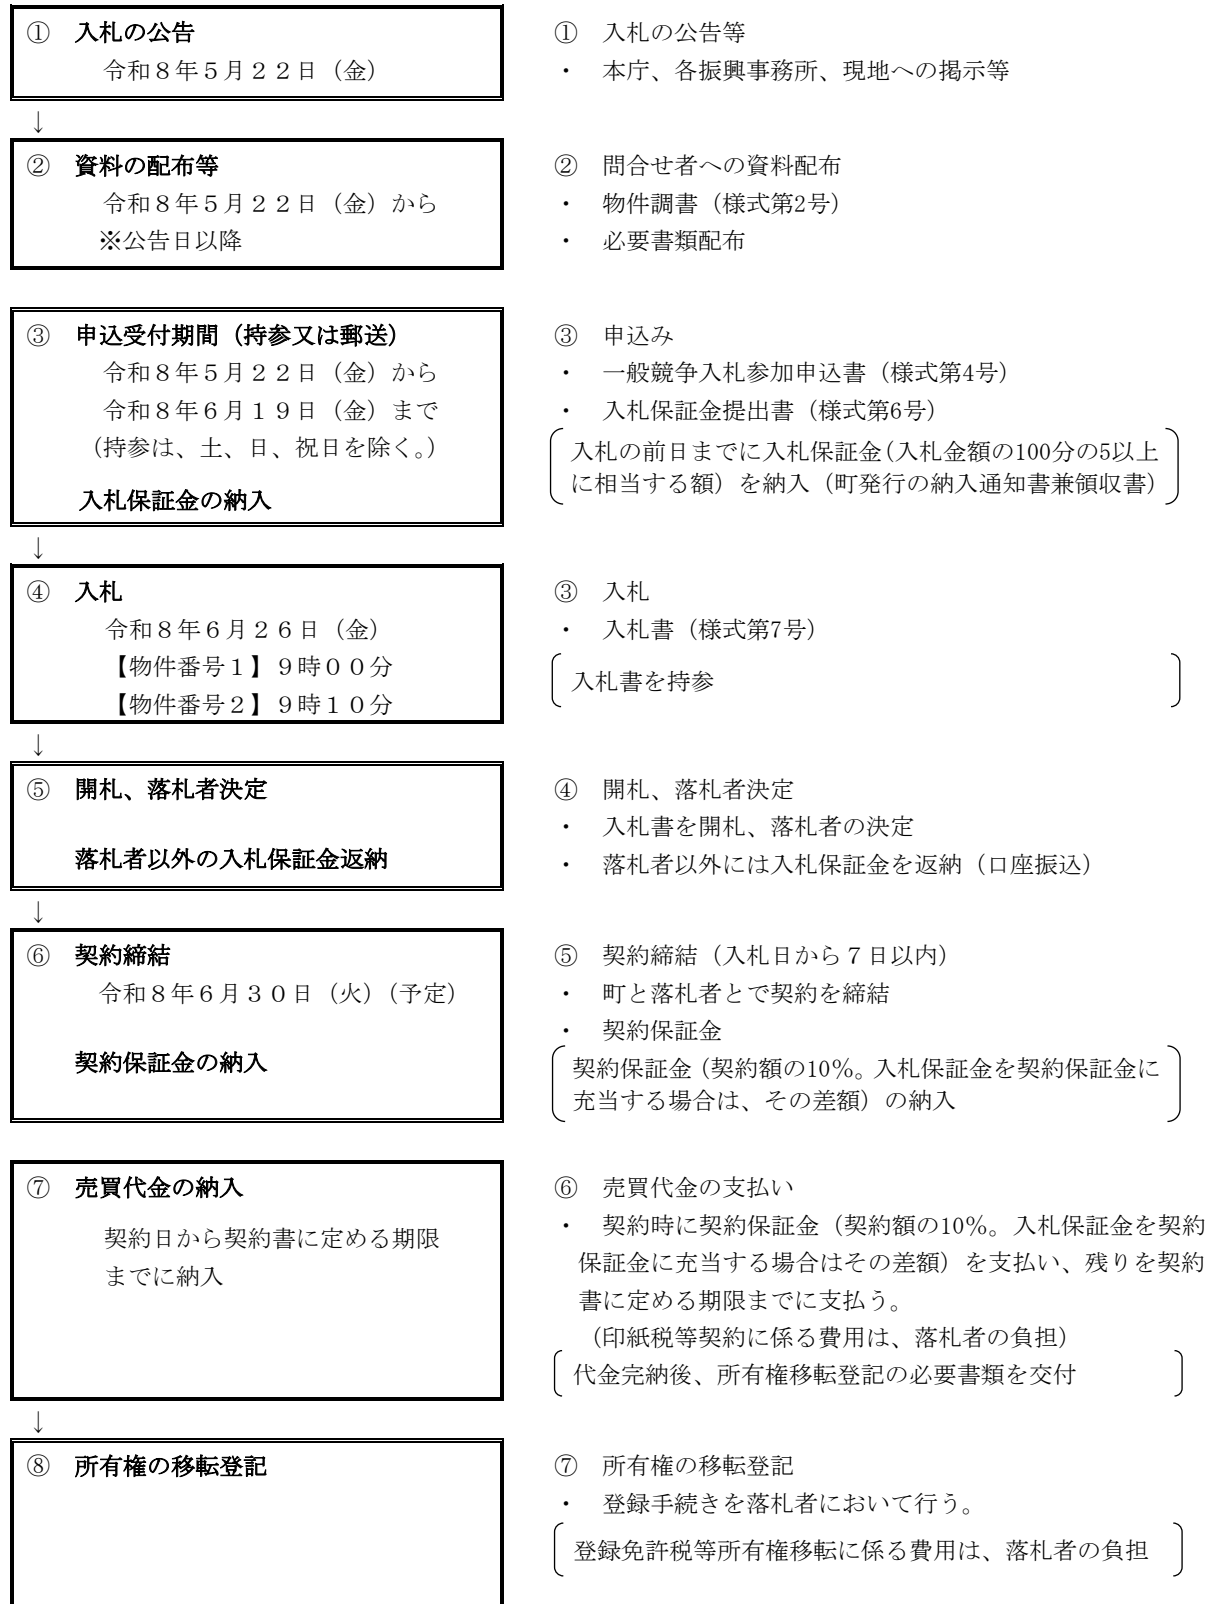 ① 入札の公告
令和８年５月２２日（金）
① 入札の公告等
・ 本庁、各振興事務所、現地への掲示等
↓
② 資料の配布等
令和８年５月２２日（金）から
※公告日以降
② 問合せ者への資料配布
・ 物件調書（様式第2号）
・ 必要書類配布
③ 申込受付期間（持参又は郵送）
令和８年５月２２日（金）から
令和８年６月１９日（金）まで
（持参は、土、日、祝日を除く。）
入札保証金の納入
③ 申込み
・ 一般競争入札参加申込書（様式第4号）
・ 入札保証金提出書（様式第6号）
入札の前日までに入札保証金（入札金額の100分の5以上
に相当する額）を納入（町発行の納入通知書兼領収書）
↓
④ 入札
令和８年６月２６日（金）
【物件番号１】９時００分
【物件番号２】９時１０分
③ 入札
・ 入札書（様式第7号）
入札書を持参
↓
⑤ 開札、落札者決定
落札者以外の入札保証金返納
④ 開札、落札者決定
・ 入札書を開札、落札者の決定
・ 落札者以外には入札保証金を返納（口座振込）
↓
⑥ 契約締結
令和８年６月３０日（火）（予定）
契約保証金の納入
⑤ 契約締結（入札日から７日以内）
・ 町と落札者とで契約を締結
・ 契約保証金
契約保証金（契約額の10％。入札保証金を契約保証金に
充当する場合は、その差額）の納入
⑦ 売買代金の納入
契約日から契約書に定める期限
までに納入
⑥ 売買代金の支払い
・ 契約時に契約保証金（契約額の10％。入札保証金を契約
保証金に充当する場合はその差額）を支払い、残りを契約
書に定める期限までに支払う。
（印紙税等契約に係る費用は、落札者の負担）
代金完納後、所有権移転登記の必要書類を交付
↓
⑧ 所有権の移転登記
⑦ 所有権の移転登記
・ 登録手続きを落札者において行う。
登録免許税等所有権移転に係る費用は、落札者の負担